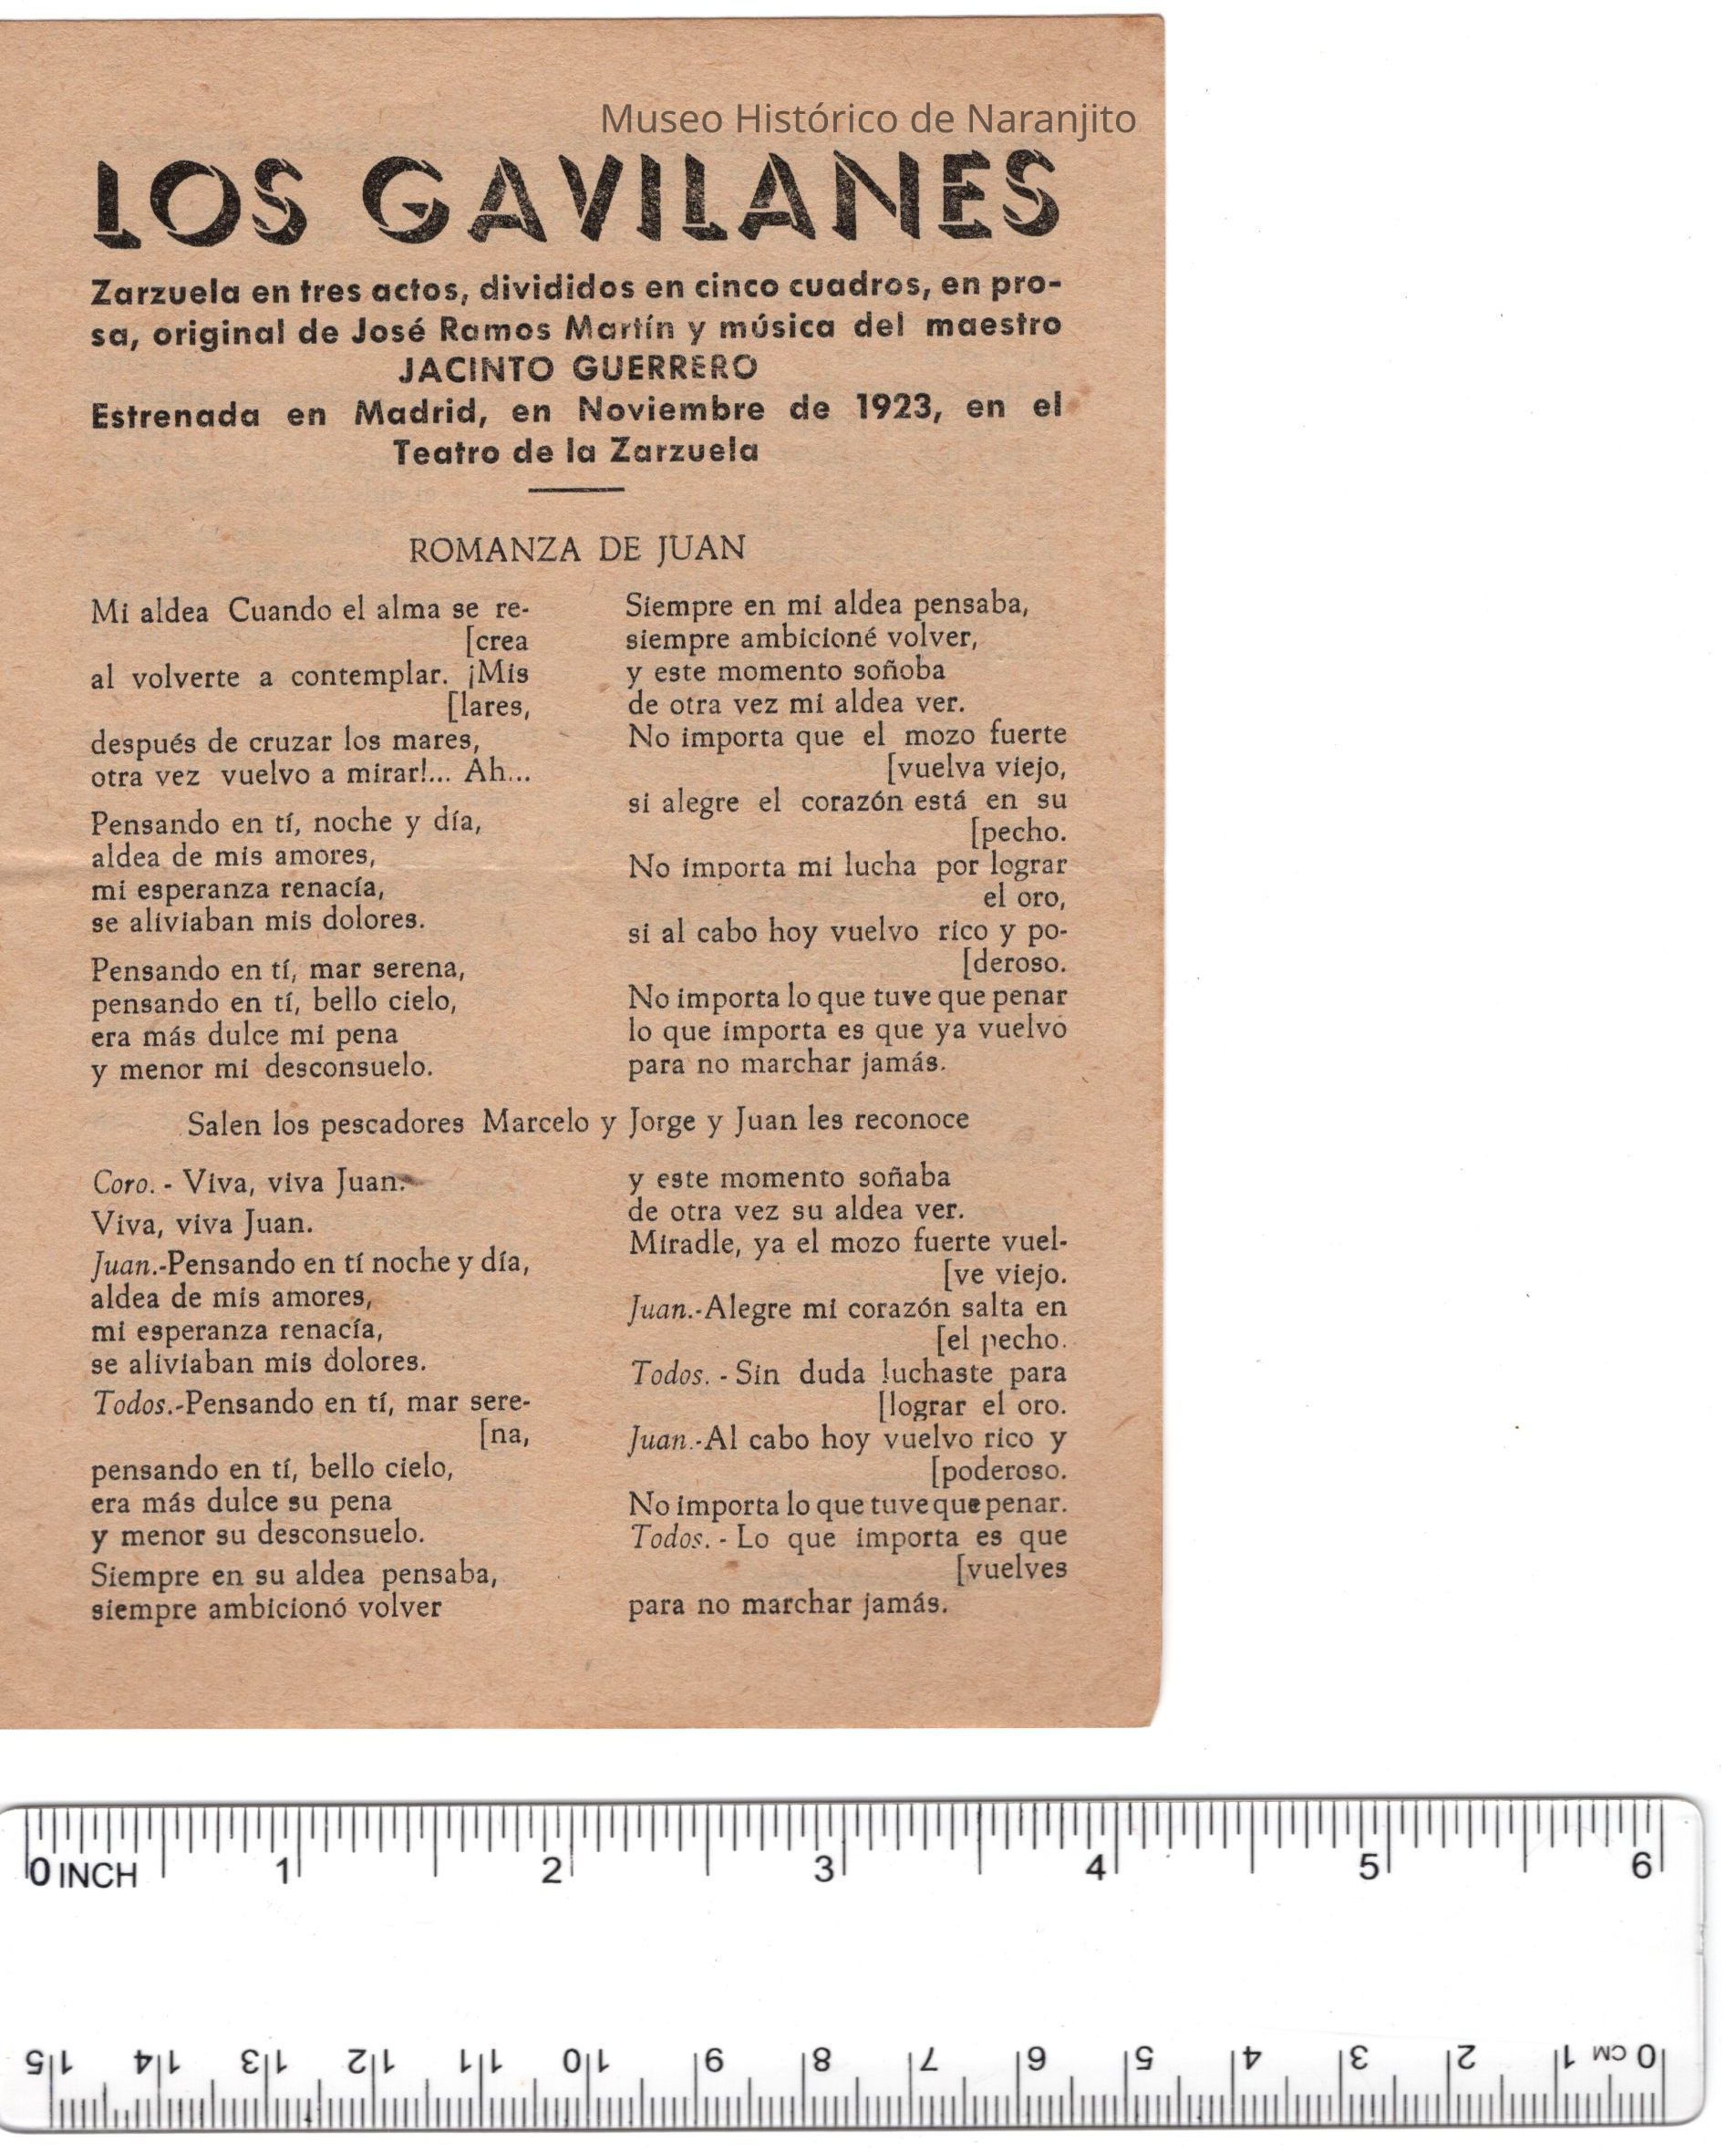 Museo Histórico de Naranjito
LOS GAVILANES
Zarzuela en tres actos, divididos en cinco cuadros, en pro-
sa, original de José Ramos Martín y música del maestro
JACINTO GUERRERO
Estrenada en Madrid, en Noviembre de 1923, en el
Teatro de la Zarzuela
ROMANZA DE JUAN
Mi aldea Cuando el alma se re-
[crea
al volverte a contemplar. ¡Mis
[lares,
después de cruzar los mares,
otra vez vuelvo a mirar!... Ah...
Pensando en tí, noche y día,
aldea de mis amores,
mi esperanza renacía,
se aliviaban mis dolores.
Pensando en tí, mar serena,
pensando en tí, bello cielo,
era más dulce mi pena
y menor mi desconsuelo.
Siempre en mi aldea pensaba,
siempre ambicioné volver,
y este momento soñoba
de otra vez mi aldea ver.
No importa que el mozo fuerte
[vuelva viejo,
si alegre el corazón está en su
[pecho.
No importa mi lucha por lograr
el oro,
si al cabo hoy vuelvo rico y po-
[deroso.
No importa lo que tuve que penar
lo que importa es que ya vuelvo
para no marchar jamás.
Salen los pescadores Marcelo y Jorge y Juan les reconoce
Coro. - Viva, viva Juan.
Viva, viva Juan.
Juan.-Pensando en tí noche y día,
aldea de mis amores,
mi esperanza renacía,
se aliviaban mis dolores.
Todos.-Pensando en tí, mar sere-
[na,
pensando en tí, bello cielo,
era más dulce su pena
y menor su desconsuelo.
Siempre en su aldea pensaba,
siempre ambicionó volver
y este momento soñaba
de otra vez su aldea ver.
Miradle, ya el mozo fuerte vuel-
[ve viejo.
Juan.-Alegre mi corazón salta en
[el pecho.
Todos. - Sin duda luchaste para
[lograr el oro.
Juan.-Al cabo hoy vuelvo rico y
[poderoso.
No importa lo que tuve que penar.
Todos. - Lo que importa es que
[vuelves
para no marchar jamás.
0 INCH 1 2 3 4 5 6
0 CM 1 2 3 4 5 6 7 8 9 10 11 12 13 14 15